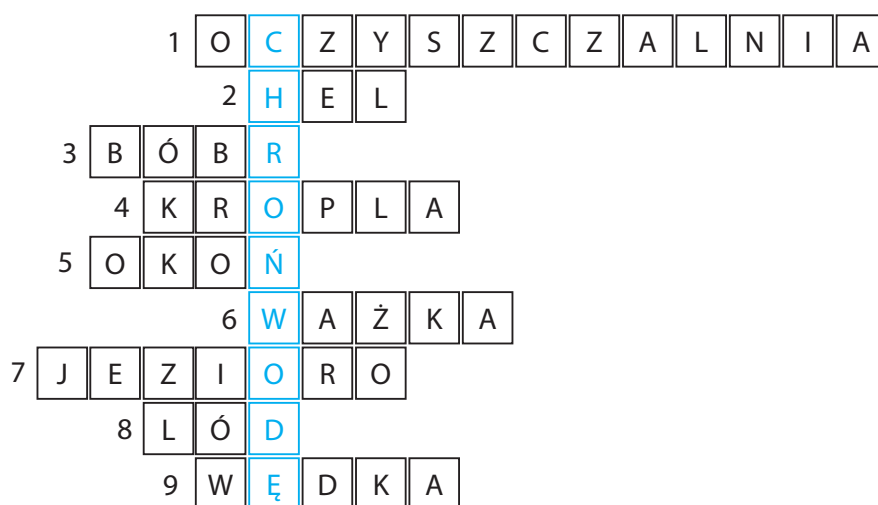 1 OCZYSZCZALNIA
2 HEL
3 BÓBR
4 KROPLA
5 OKOŃ
6 WAŻKA
7 JEZIORO
8 LÓD
9 WĘDKA